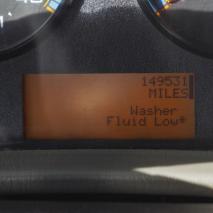 149531
MILES
Washer
Fluid Low*